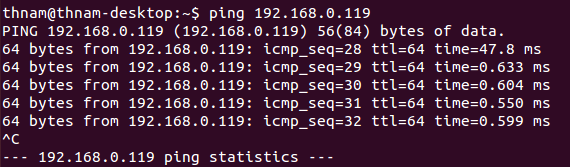 thnam@thnam-desktop:~$ ping 192.168.0.119
PING 192.168.0.119 (192.168.0.119) 56(84) bytes of data.
64 bytes from 192.168.0.119: icmp_seq=28 ttl=64 time=47.8 ms
64 bytes from 192.168.0.119: icmp_seq=29 ttl=64 time=0.633 ms
64 bytes from 192.168.0.119: icmp_seq=30 ttl=64 time=0.604 ms
64 bytes from 192.168.0.119: icmp_seq=31 ttl=64 time=0.550 ms
64 bytes from 192.168.0.119: icmp_seq=32 ttl=64 time=0.599 ms
^C
--- 192.168.0.119 ping statistics ---